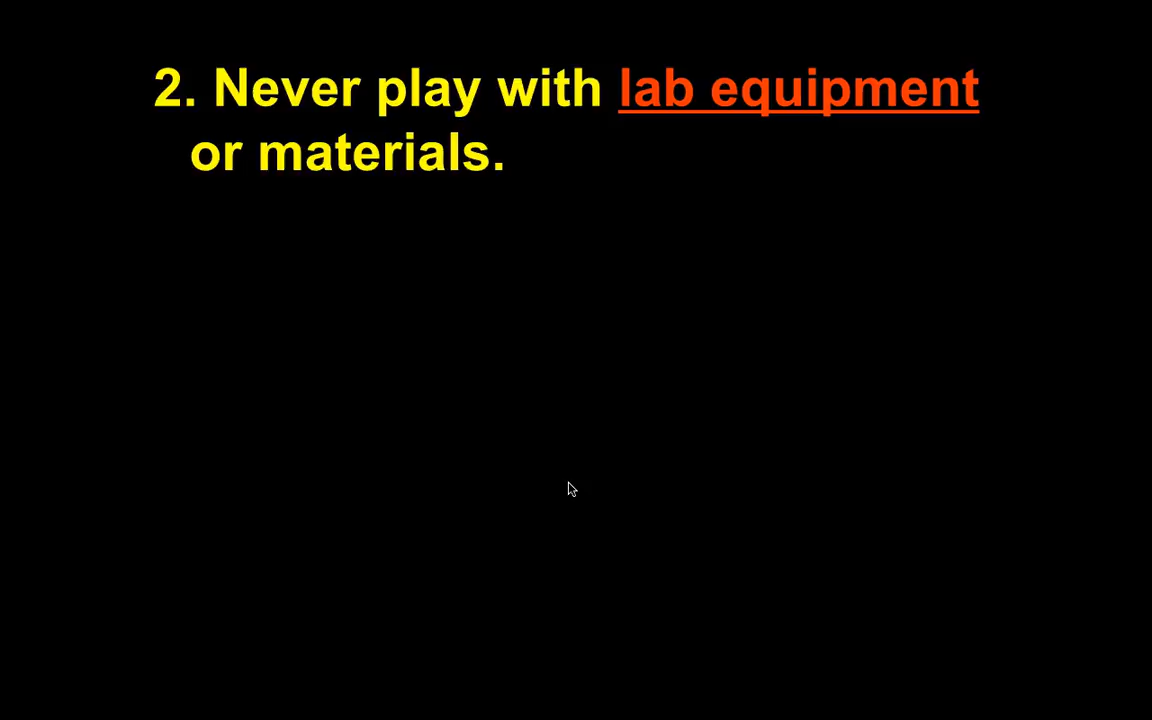 2. Never play with lab equipment
or materials.